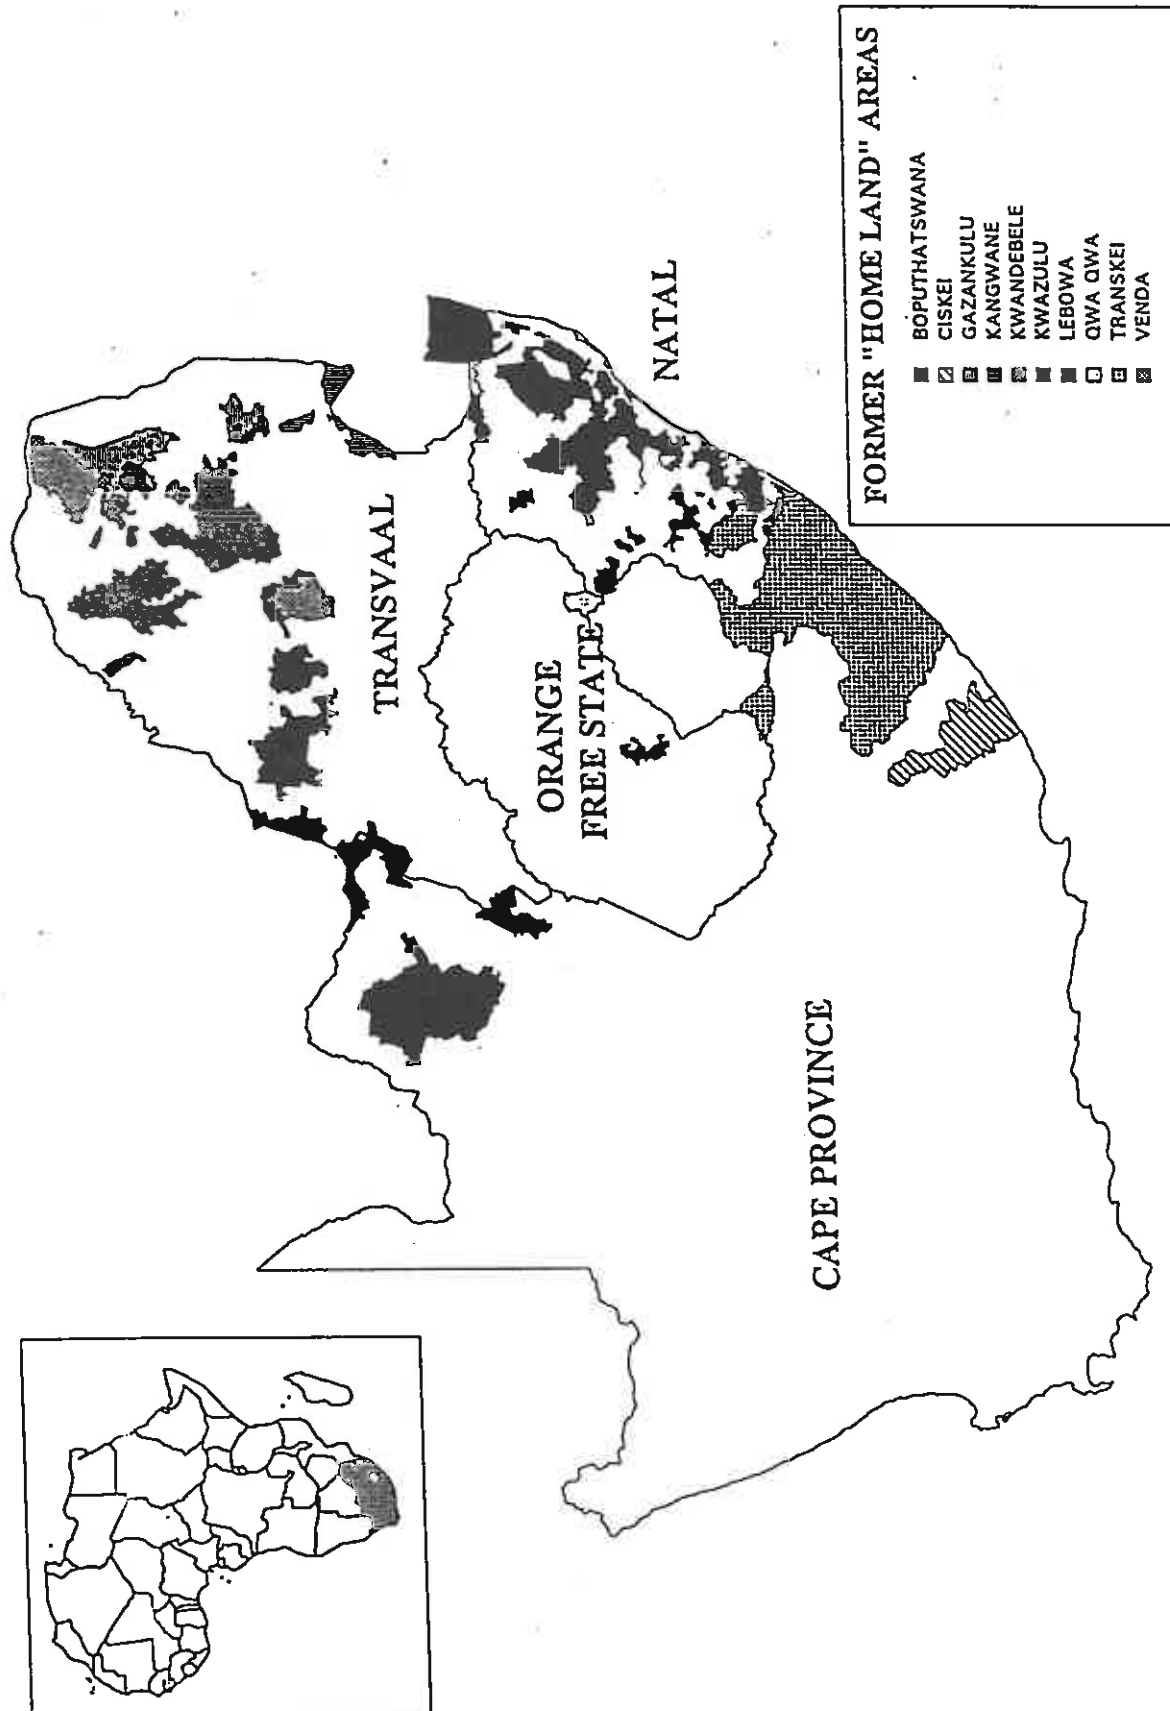 TRANSVAAL
NATAL
ORANGE
FREE STATE
CAPE PROVINCE
FORMER "HOME LAND" AREAS
BOPUTHATSWANA
CISKEI
GAZANKULU
KANGWANE
KWANDEBELE
KWAZULU
LEBOWA
QWA QWA
TRANSKEI
VENDA